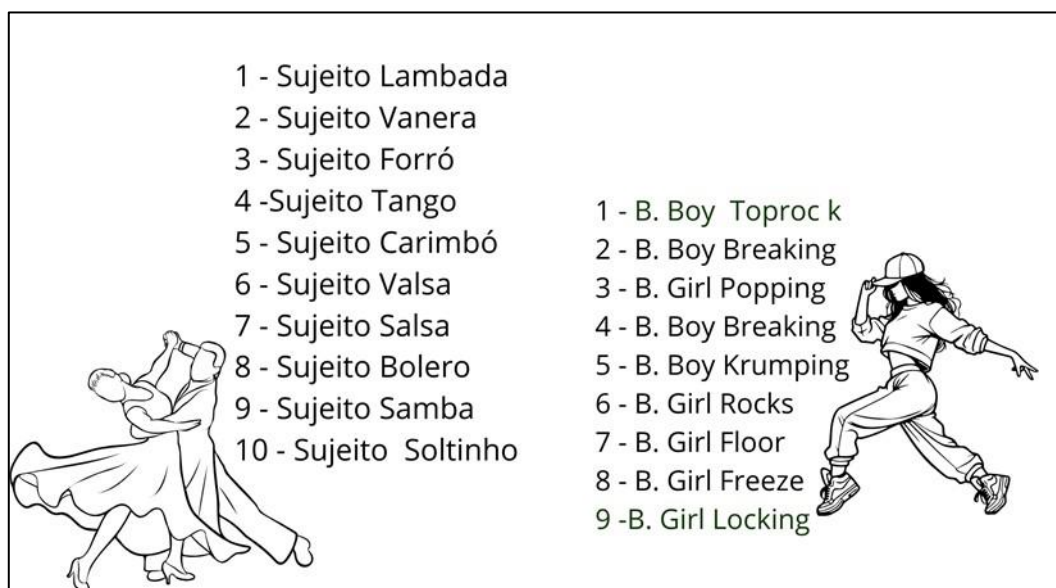 1 - Sujeito Lambada
2 - Sujeito Vanera
3 - Sujeito Forró
4 -Sujeito Tango
5 - Sujeito Carimbó
6 - Sujeito Valsa
7 - Sujeito Salsa
8 - Sujeito Bolero
9 - Sujeito Samba
10 - Sujeito Soltinho
1 - B. Boy Toproc k
2 - B. Boy Breaking
3 - B. Girl Popping
4 - B. Boy Breaking
5 - B. Boy Krumping
6 - B. Girl Rocks
7 - B. Girl Floor
8 - B. Girl Freeze
9 -B. Girl Locking